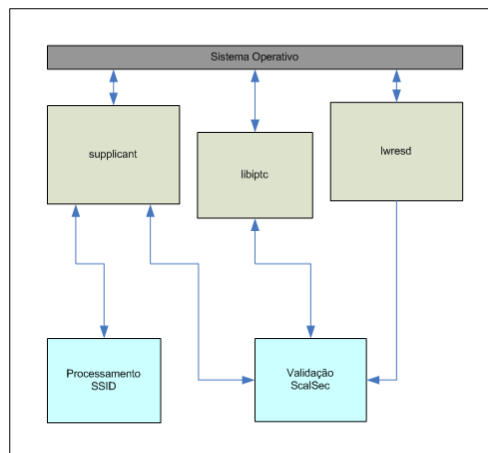 Sistema Operativo
supplicant
libiptc
lwresd
Processamento
SSID
Validação
ScalSec